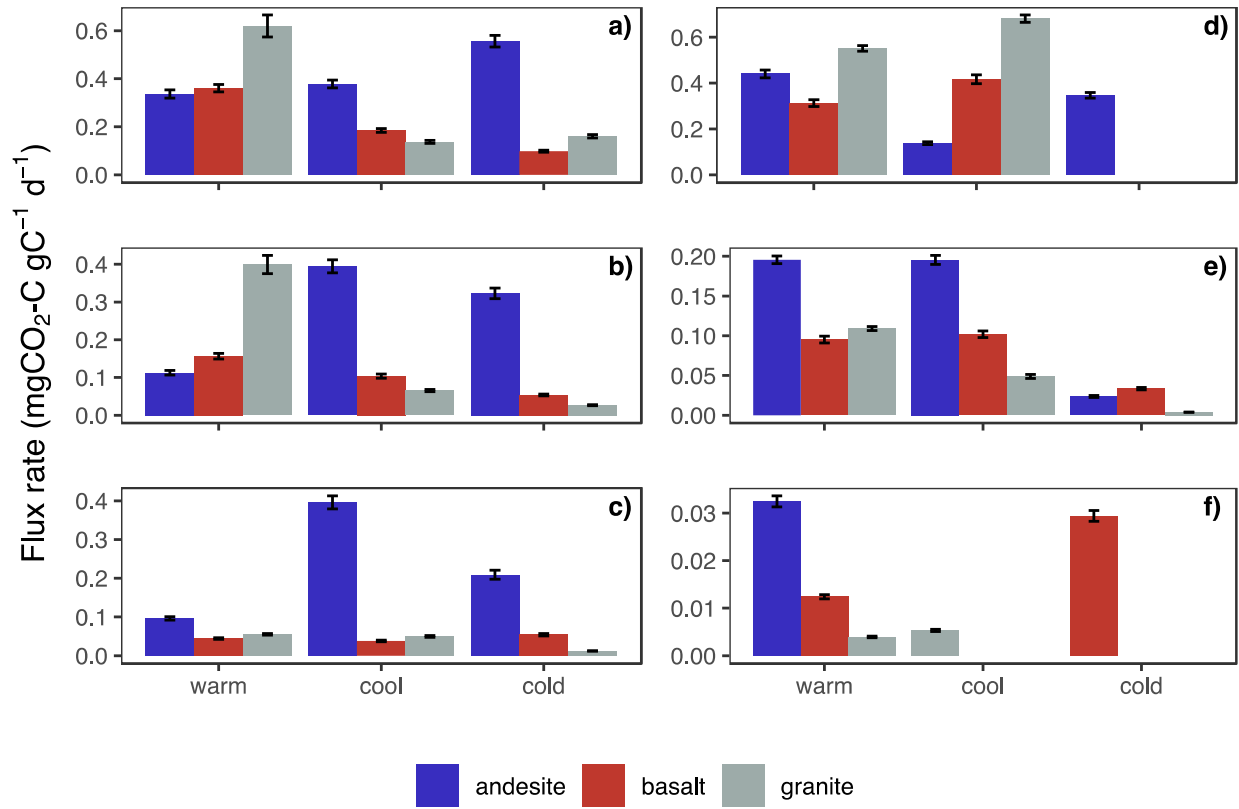 Flux rate (mgCO₂-C gC⁻¹ d⁻¹)
a)
0.6
0.4
0.2
0.0
d)
0.6
0.4
0.2
0.0
b)
0.4
0.3
0.2
0.1
0.0
e)
0.20
0.15
0.10
0.05
0.00
c)
0.4
0.3
0.2
0.1
0.0
warm cool cold
f)
0.03
0.02
0.01
0.00
warm cool cold
andesite basalt granite